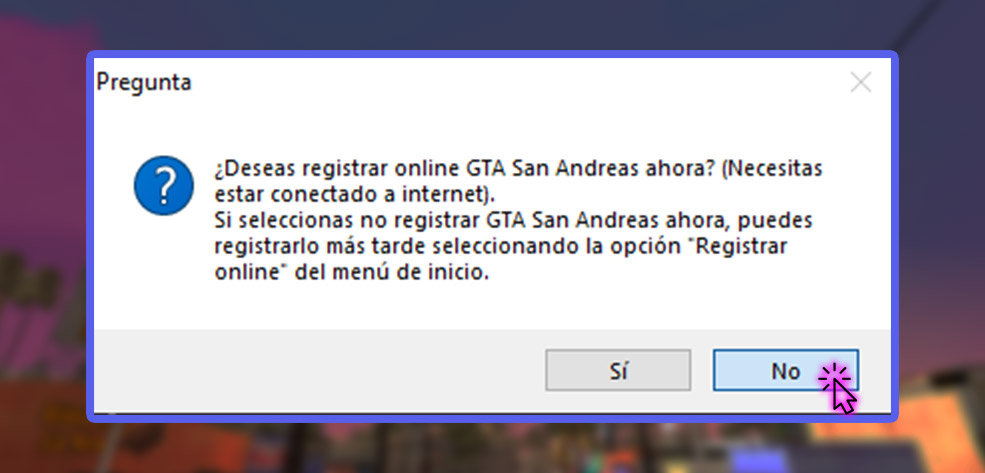 Pregunta
¿Deseas registrar online GTA San Andreas ahora? (Necesitas
estar conectado a internet).
Si seleccionas no registrar GTA San Andreas ahora, puedes
registrarlo más tarde seleccionando la opción "Registrar
online" del menú de inicio.
Sí
No